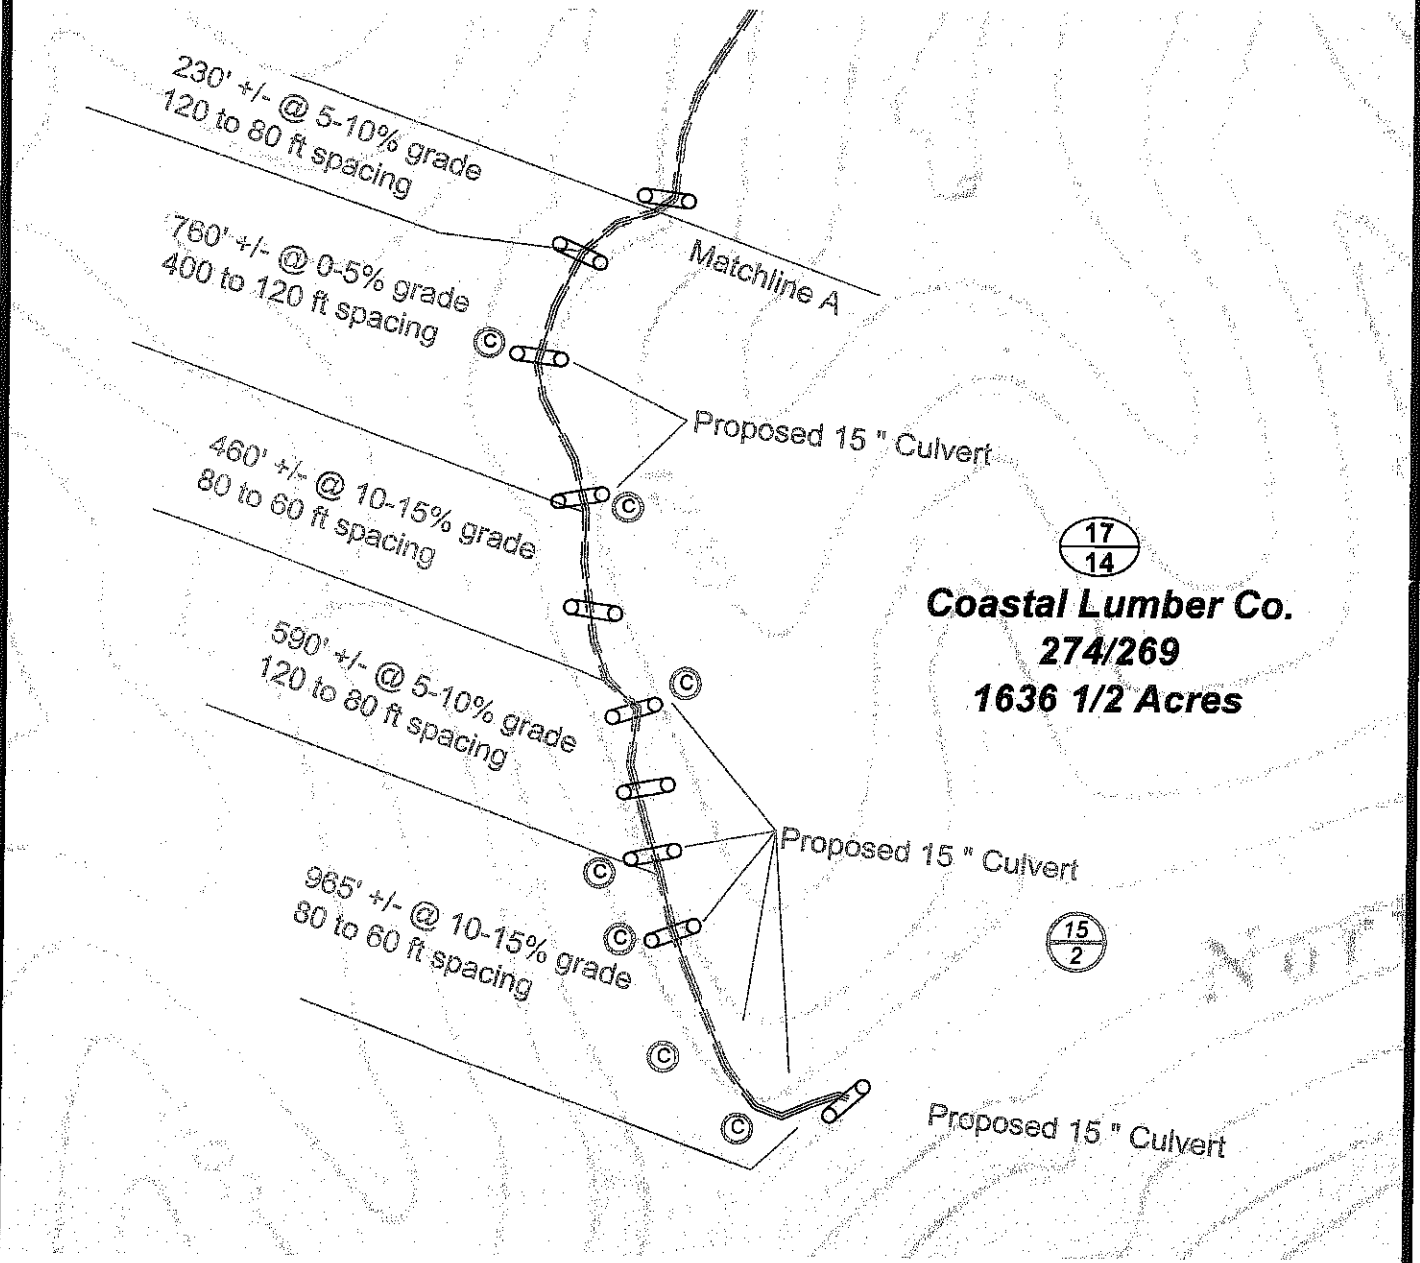 230' +/- @ 5-10% grade
120 to 80 ft spacing
Matchline A
760' +/- @ 0-5% grade
400 to 120 ft spacing
C
Proposed 15 " Culvert
460' +/- @ 10-15% grade
80 to 60 ft spacing
C
17
14
Coastal Lumber Co.
274/269
1636 1/2 Acres
590' +/- @ 5-10% grade
120 to 80 ft spacing
C
Proposed 15 " Culvert
C
965' +/- @ 10-15% grade
80 to 60 ft spacing
C
15
2
Nor
C
C
Proposed 15 " Culvert